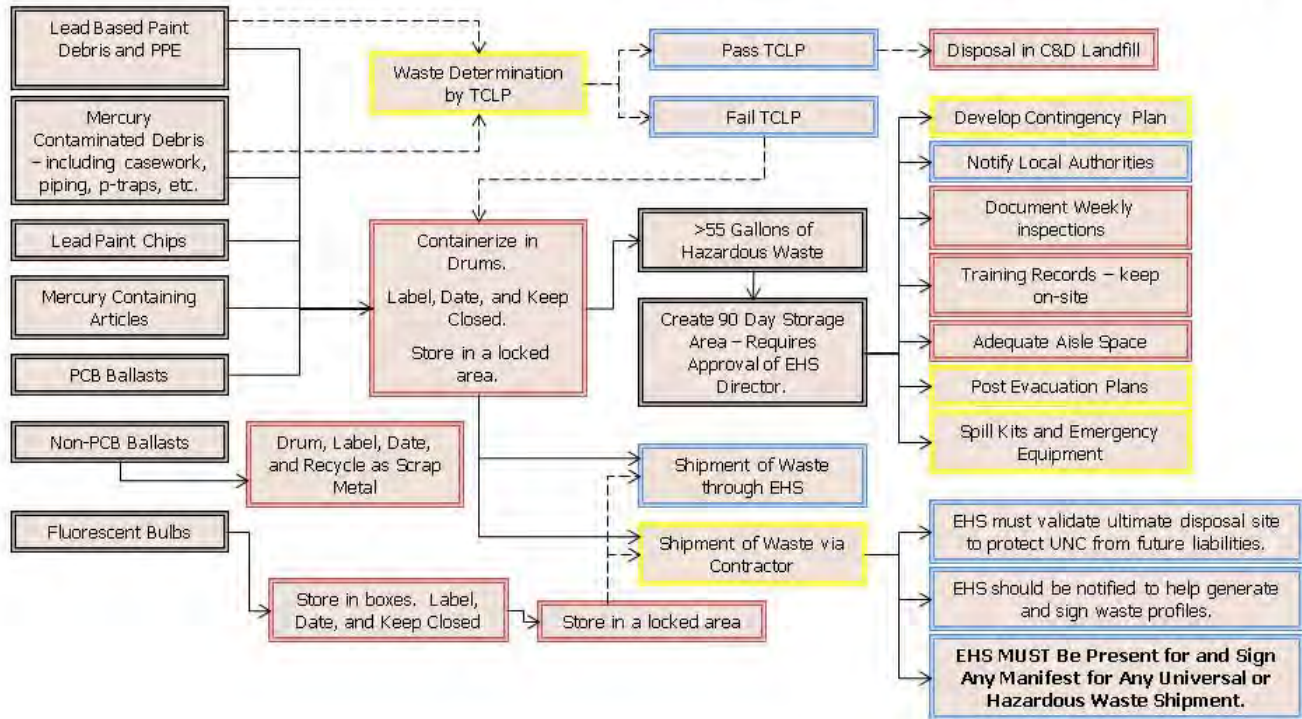 Lead Based Paint
Debris and PPE
Mercury
Contaminated Debris
– including casework,
piping, p-traps, etc.
Lead Paint Chips
Mercury Containing
Articles
PCB Ballasts
Non-PCB Ballasts
Fluorescent Bulbs
Waste Determination
by TCLP
Pass TCLP
Fail TCLP
Disposal in C&D Landfill
Containerize in
Drums.
Label, Date, and Keep
Closed.
Store in a locked
area.
>55 Gallons of
Hazardous Waste
Create 90 Day Storage
Area – Requires
Approval of EHS
Director.
Develop Contingency Plan
Notify Local Authorities
Document Weekly
inspections
Training Records – keep
on-site
Adequate Aisle Space
Post Evacuation Plans
Spill Kits and Emergency
Equipment
Drum, Label, Date,
and Recycle as Scrap
Metal
Shipment of Waste
through EHS
Shipment of Waste via
Contractor
Store in boxes. Label,
Date, and Keep Closed
Store in a locked area
EHS must validate ultimate disposal site
to protect UNC from future liabilities.
EHS should be notified to help generate
and sign waste profiles.
EHS MUST Be Present for and Sign
Any Manifest for Any Universal or
Hazardous Waste Shipment.